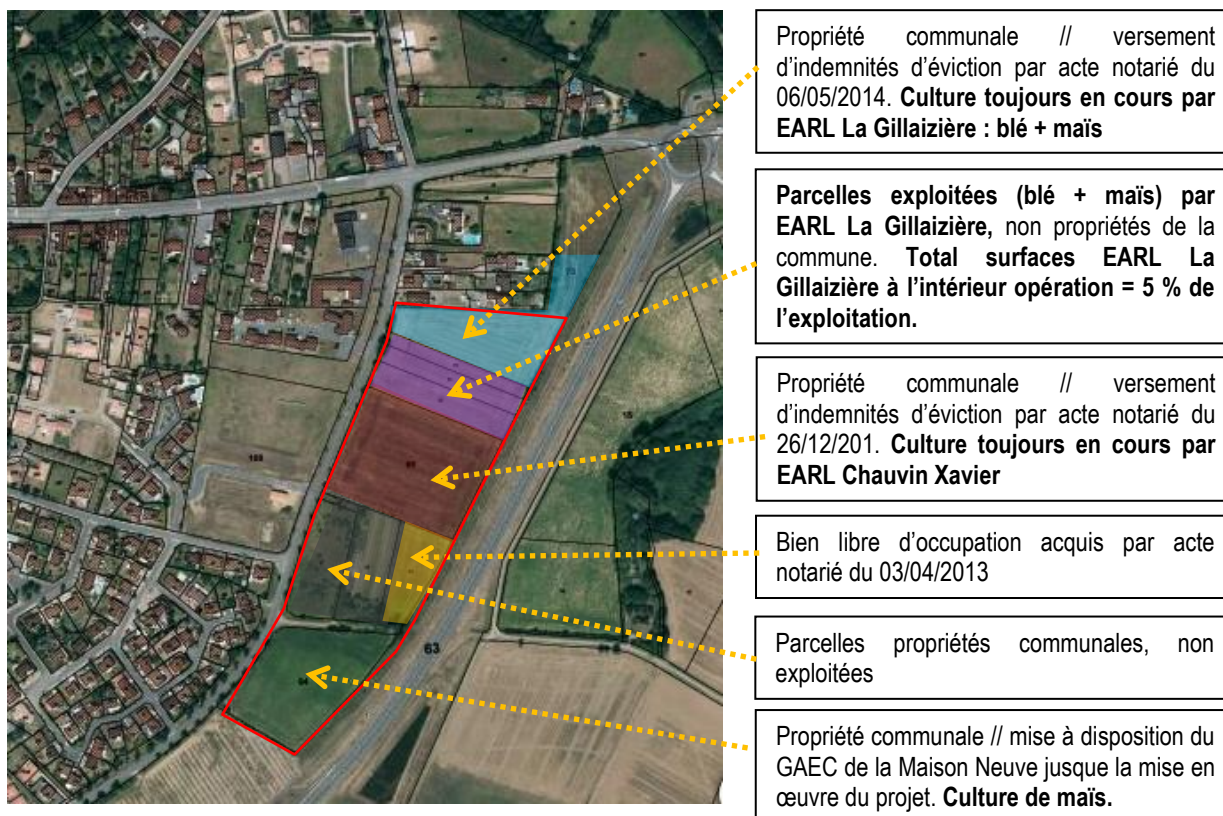 Propriété communale // versement
d'indemnités d'éviction par acte notarié du
06/05/2014. Culture toujours en cours par
EARL La Gillaizière : blé + maïs
Parcelles exploitées (blé + maïs) par
EARL La Gillaizière, non propriétés de la
commune. Total surfaces EARL La
Gillaizière à l'intérieur opération = 5 % de
l'exploitation.
Propriété communale // versement
d'indemnités d'éviction par acte notarié du
26/12/201. Culture toujours en cours par
EARL Chauvin Xavier
Bien libre d'occupation acquis par acte
notarié du 03/04/2013
Parcelles propriétés communales, non
exploitées
Propriété communale // mise à disposition du
GAEC de la Maison Neuve jusque la mise en
œuvre du projet. Culture de maïs.
63